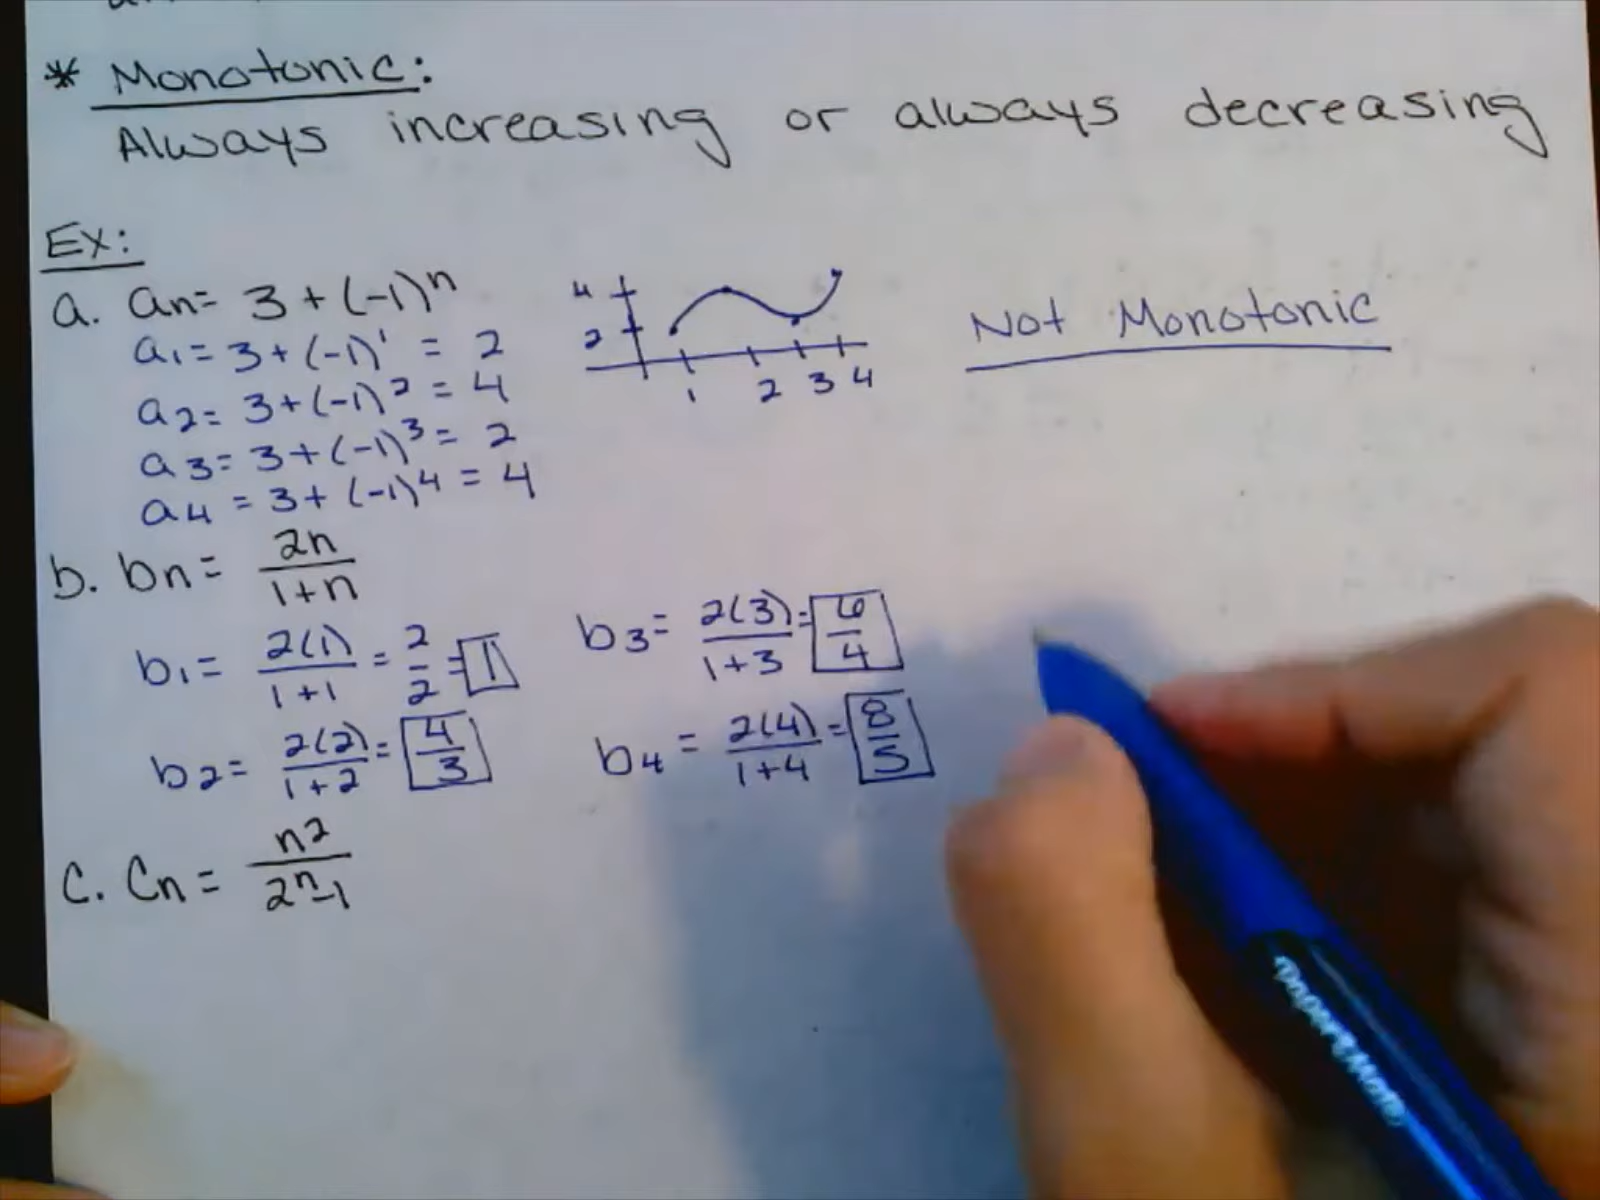 * Monotonic:
Always increasing or always decreasing
Ex:
a. an = 3 + (-1)^n
a1 = 3 + (-1)^1 = 2
a2 = 3 + (-1)^2 = 4
a3 = 3 + (-1)^3 = 2
a4 = 3 + (-1)^4 = 4
4
2
1 2 3 4
Not Monotonic
b. bn = 2n/1+n
b1 = 2(1)/1+1 = 2/2 = 1
b2 = 2(2)/1+2 = 4/3
b3 = 2(3)/1+3 = 6/4
b4 = 2(4)/1+4 = 8/5
c. Cn = n^2/2^n-1
PaperMate